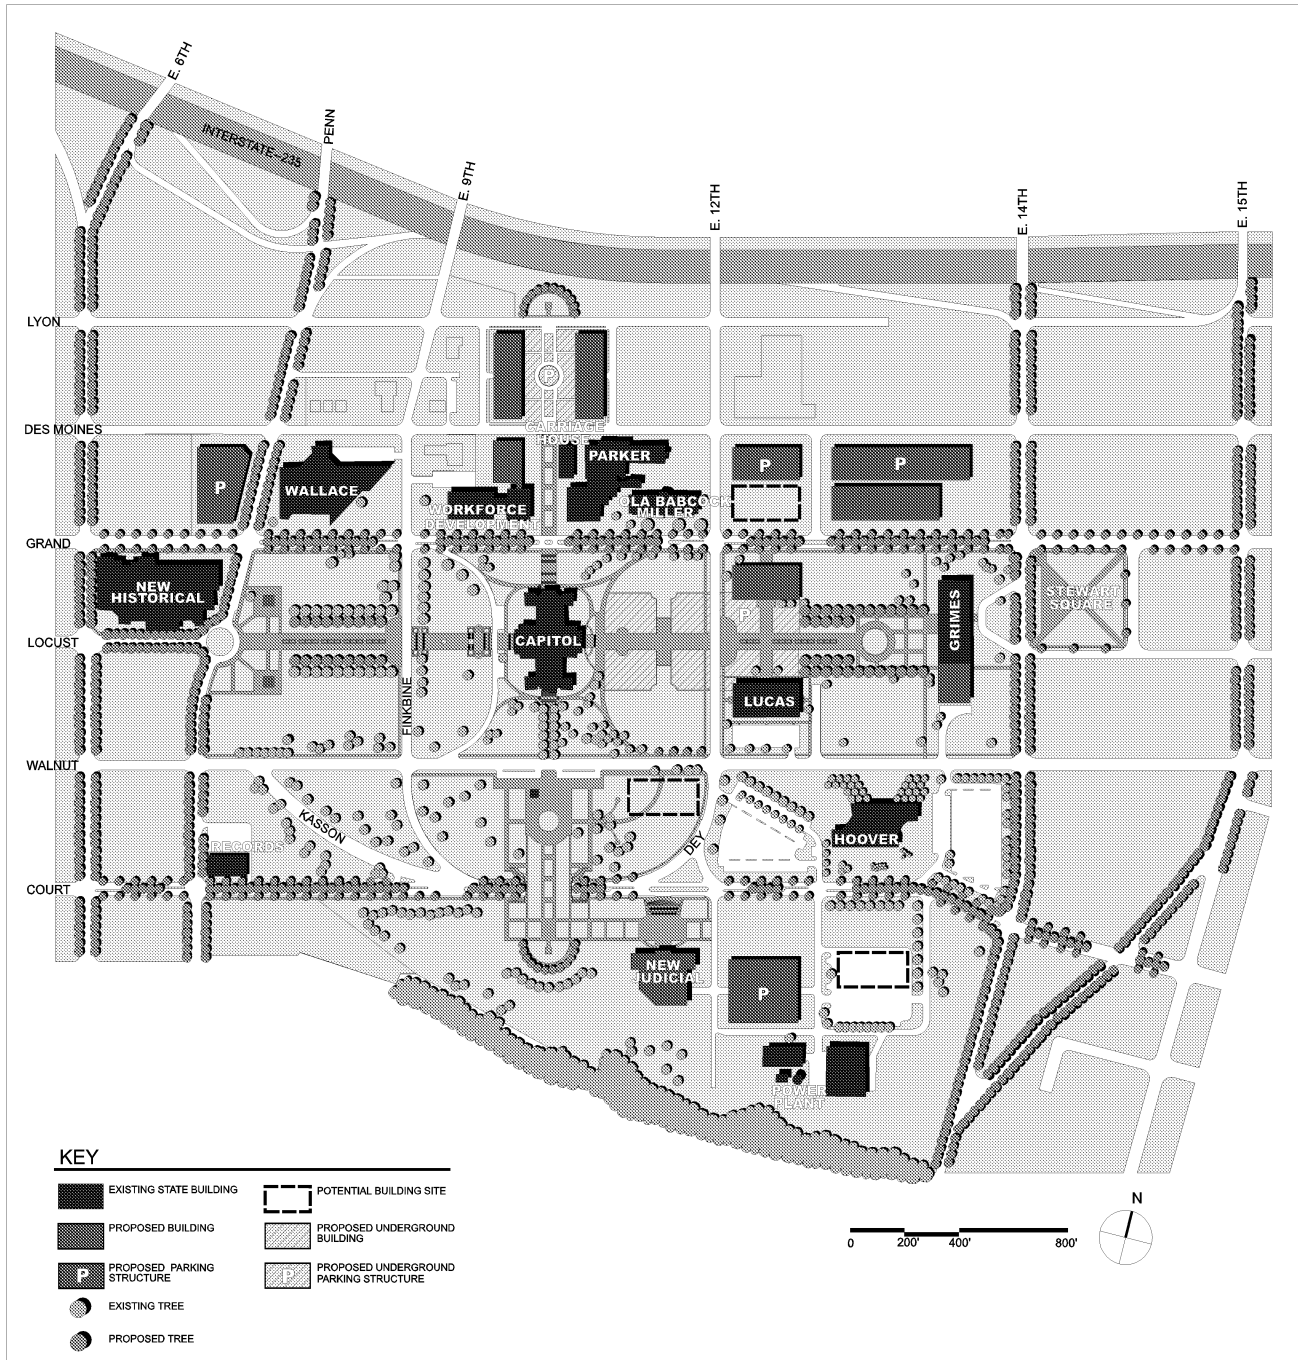 E. 6TH
PENN
INTERSTATE-235
E. 9TH
E. 12TH
E. 14TH
E. 15TH
LYON
P
DES MOINES
CARRIAGE
HOUSE
PARKER
P
P
P
WALLACE
WORKFORCE
DEVELOPMENT
OLA BABCOCK
MILLER
GRAND
NEW
HISTORICAL
STEWART
SQUARE
P
GRIMES
LOCUST
CAPITOL
LUCAS
FINKBINE
WALNUT
KASSON
DEY
HOOVER
RECORDS
COURT
NEW
JUDICIAL
P
POWER
PLANT
KEY
EXISTING STATE BUILDING
PROPOSED BUILDING
P
PROPOSED PARKING
STRUCTURE
EXISTING TREE
PROPOSED TREE
POTENTIAL BUILDING SITE
PROPOSED UNDERGROUND
BUILDING
P
PROPOSED UNDERGROUND
PARKING STRUCTURE
0
200'
400'
800'
N